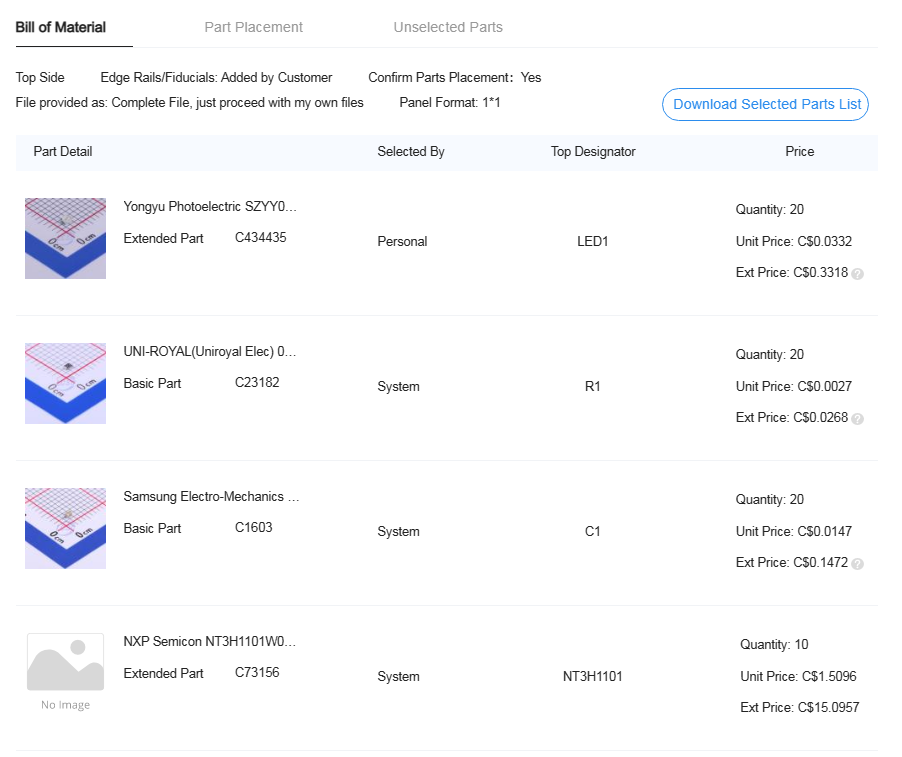 Bill of Material Part Placement Unselected Parts
Top Side Edge Rails/Fiducials: Added by Customer Confirm Parts Placement: Yes
File provided as: Complete File, just proceed with my own files Panel Format: 1*1
Download Selected Parts List
Part Detail Selected By Top Designator Price
Yongyu Photoelectric SZYY0...
Extended Part C434435
Personal LED1
Quantity: 20
Unit Price: C$0.0332
Ext Price: C$0.3318 ?
UNI-ROYAL(Uniroyal Elec) 0...
Basic Part C23182
System R1
Quantity: 20
Unit Price: C$0.0027
Ext Price: C$0.0268 ?
Samsung Electro-Mechanics ...
Basic Part C1603
System C1
Quantity: 20
Unit Price: C$0.0147
Ext Price: C$0.1472 ?
No Image
NXP Semicon NT3H1101W0...
Extended Part C73156
System NT3H1101
Quantity: 10
Unit Price: C$1.5096
Ext Price: C$15.0957